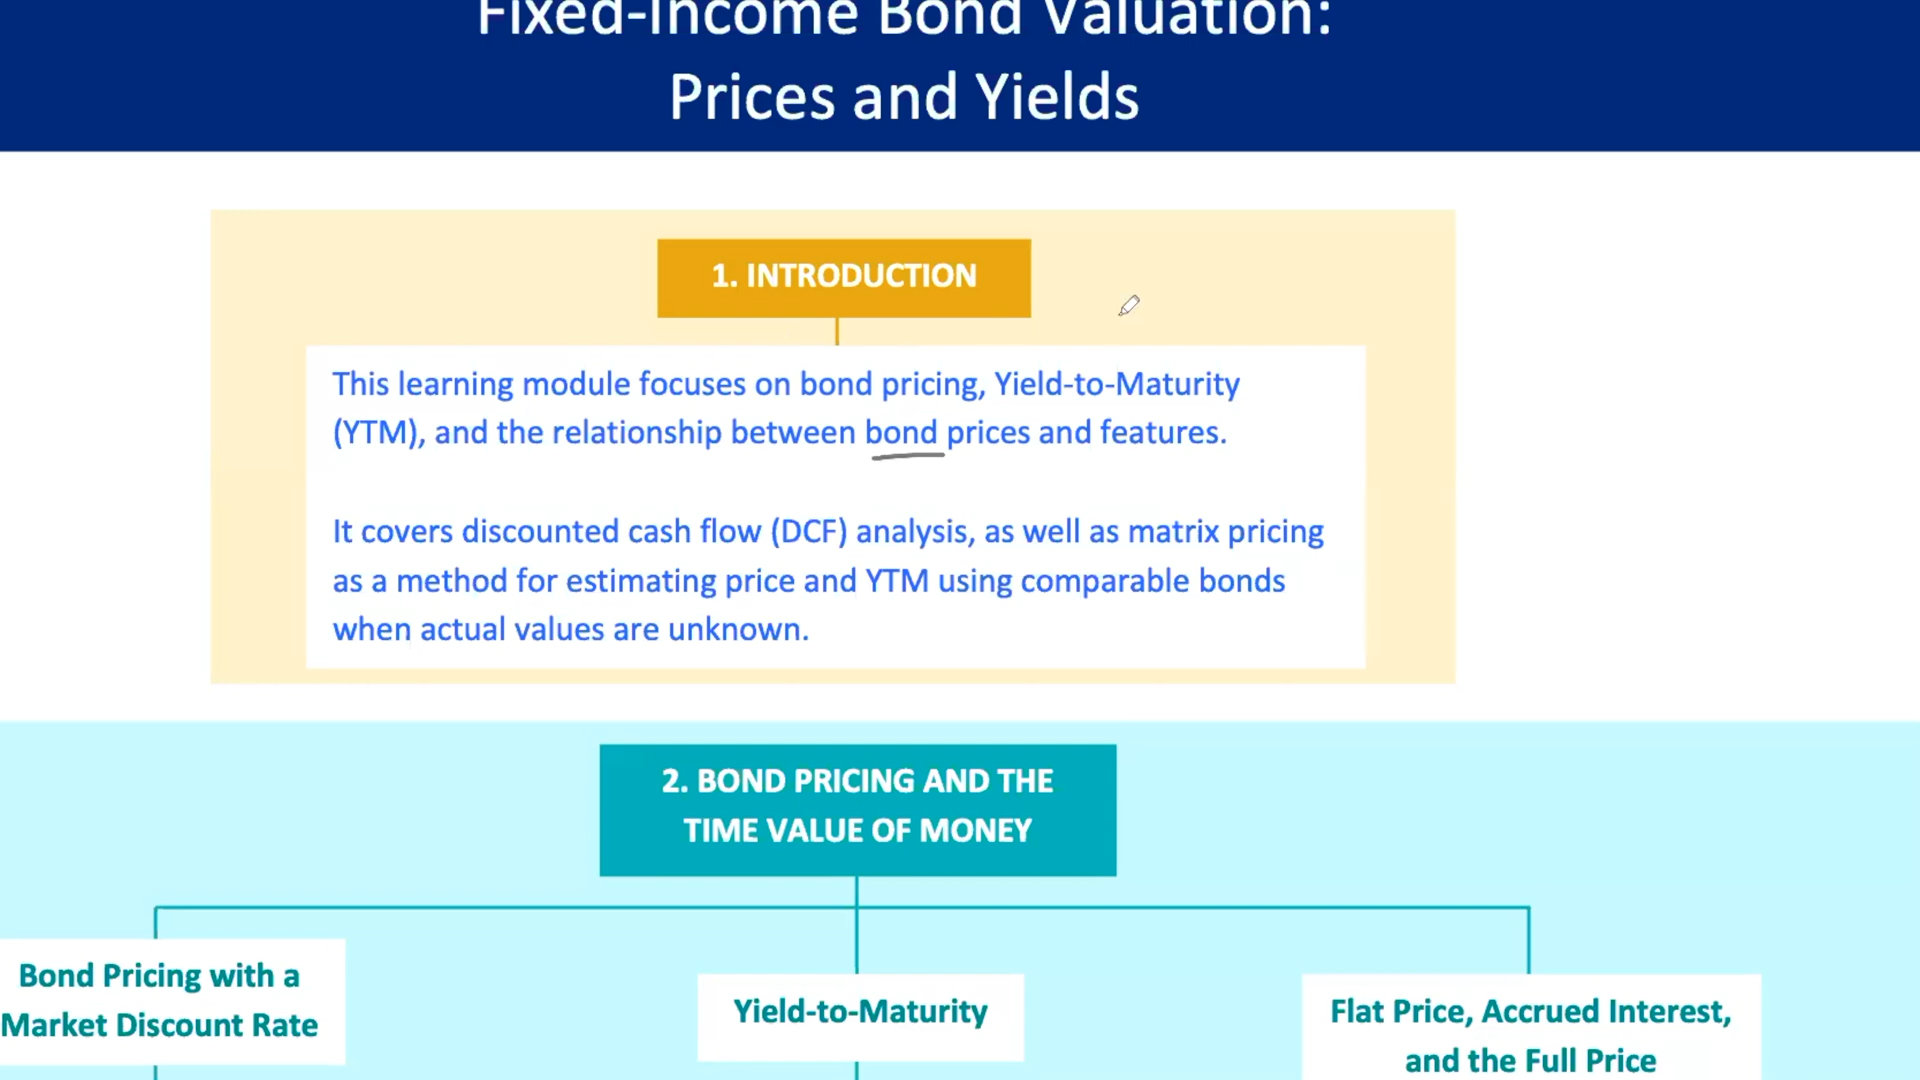 Fixed-Income Bond Valuation:
Prices and Yields
1. INTRODUCTION
This learning module focuses on bond pricing, Yield-to-Maturity
(YTM), and the relationship between bond prices and features.
It covers discounted cash flow (DCF) analysis, as well as matrix pricing
as a method for estimating price and YTM using comparable bonds
when actual values are unknown.
2. BOND PRICING AND THE
TIME VALUE OF MONEY
Bond Pricing with a
Market Discount Rate
Yield-to-Maturity
Flat Price, Accrued Interest,
and the Full Price